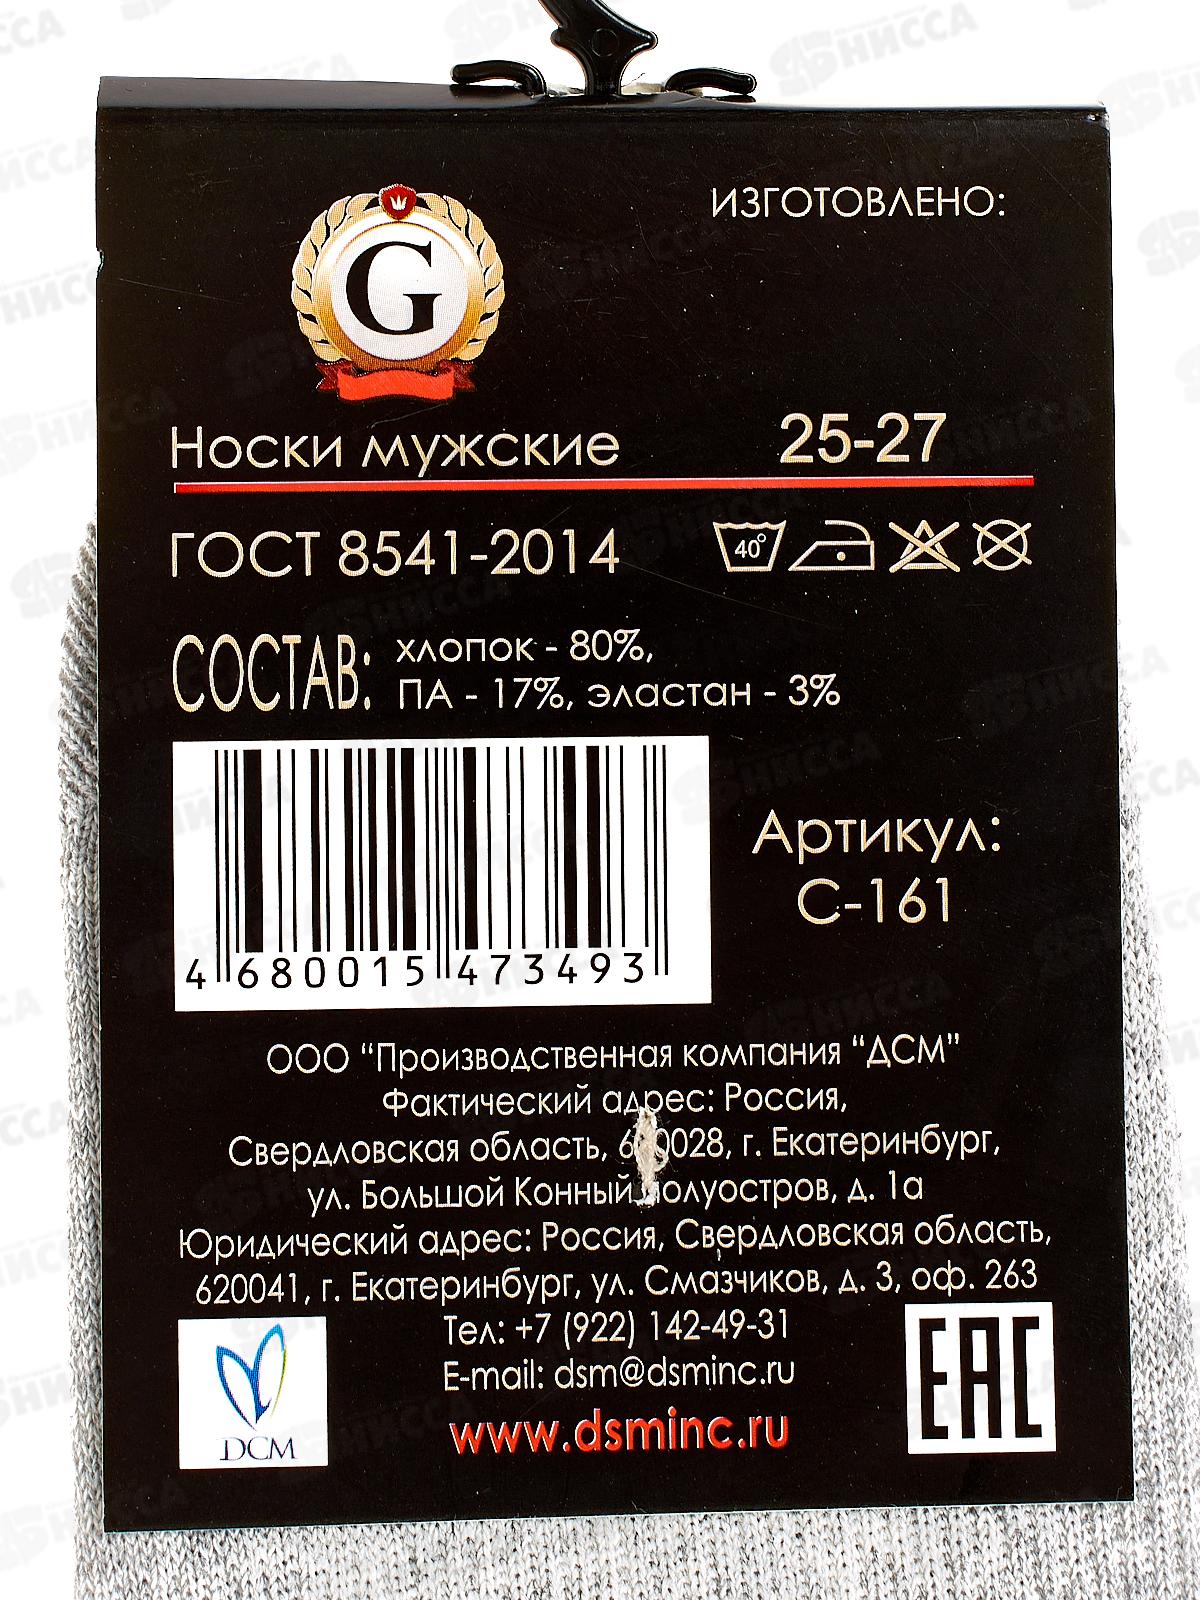 ИЗГОТОВЛЕНО:
G
Носки мужские 25-27
ГОСТ 8541-2014 40°
СОСТАВ: хлопок - 80%,
ПА - 17%, эластан - 3%
Артикул:
С-161
4 680015 473493
ООО “Производственная компания “ДСМ”
Фактический адрес: Россия,
Свердловская область, г. Екатеринбург,
ул. Большой Конный полуостров, д. 1а
Юридический адрес: Россия, Свердловская область,
620041, г. Екатеринбург, ул. Смазчиков, д. 3, оф. 263
Тел: +7 (922) 142-49-31
E-mail: dsm@dsminc.ru
www.dsminc.ru
ДСМ
EAC